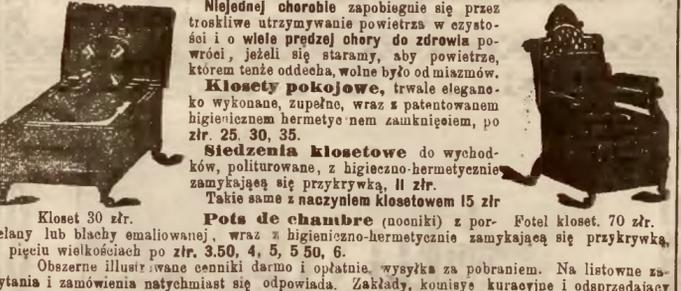 Niejednej chorobie zapobiegnie się przez
troskliwe utrzymywanie powietrza w czysto-
ści i o wiele prędzej chory do zdrowia po-
wróci, jeżeli się staramy, aby powietrze,
którem tenże oddecha, wolne było od miazmów.
Klosety pokojowe, trwale eleganc-
ko wykonane, zupełne, wraz z patentowanem
higienicznem hermetycznem zamknięciem, po
złr. 25, 30, 35.
Siedzenia klosetowe do wychod-
ków, politurowane, z higieczno-hermetycznie
zamykającą się przykrywką, 11 złr.
Takie same z naczyniem klosetowem 15 złr
Kloset 30 złr.
Pots de chambre (nocniki) z por-
Fotel kloset. 70 złr.
elany lub blachy emaliowanej, wraz z higieniczno-hermetycznie zamykającą się przykrywką,
pięciu wielkościach po złr. 3.50, 4, 5, 5 50, 6.
Obszerne illustrowane cenniki darmo i opłatnie, wysyłka za pobraniem. Na listowne za-
ytania i zamówienia natychmiast się odpowiada. Zakłady, komisye kuracyjne i odsprzedający